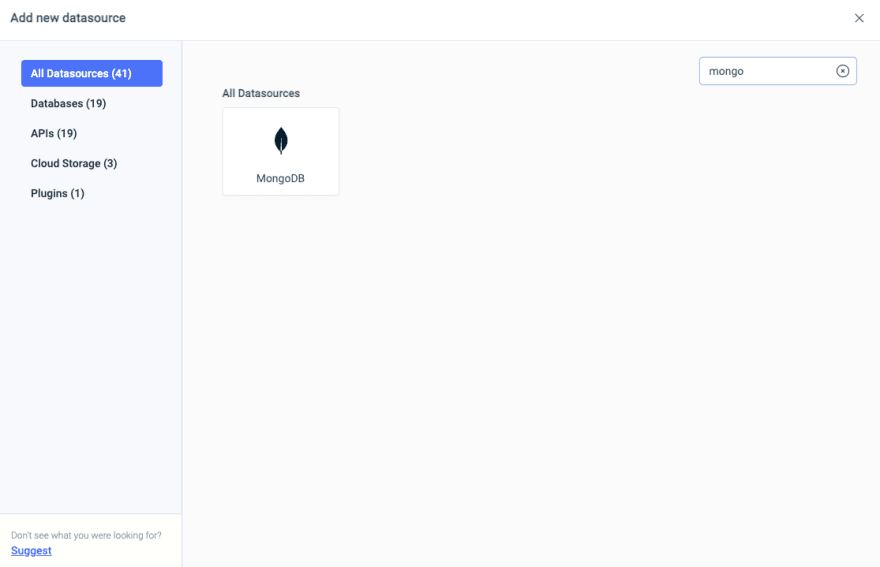 Add new datasource
All Datasources (41)
Databases (19)
APIs (19)
Cloud Storage (3)
Plugins (1)
mongo
All Datasources
MongoDB
Don't see what you were looking for?
Suggest